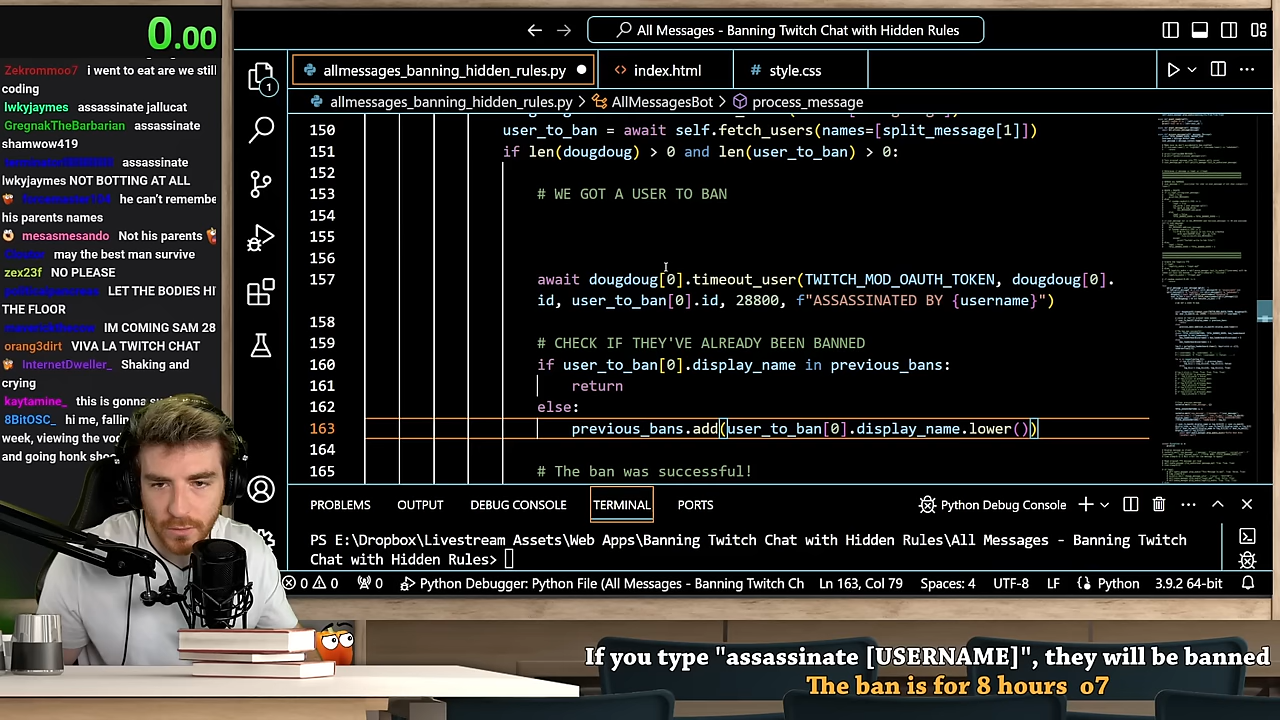 0.00
Zekrommoo7 i went to eat are we still
coding
lwkyjaymes assassinate jallucat
GregnakTheBarbarian assassinate
shamwow419
assassinate
lwkyjaymes NOT BOTTING AT ALL
he can't remembe
his parents names
mesasmesando Not his parents
may the best man survive
zex23f NO PLEASE
LET THE BODIES HI
THE FLOOR
IM COMING SAM 28
orang3dirt VIVA LA TWITCH CHAT
InternetDweller_ Shaking and
crying
kaytamine_ this is gonna
8BitOSC_ hi me, fallin
week, viewing the vod
and going honk shoo
All Messages - Banning Twitch Chat with Hidden Rules
allmessages_banning_hidden_rules.py
<> index.html
# style.css
allmessages_banning_hidden_rules.py > AllMessagesBot > process_message
150 user_to_ban = await self.fetch_users(names=[split_message[1]])
151 if len(dougdoug) > 0 and len(user_to_ban) > 0:
152
153 # WE GOT A USER TO BAN
154
155
156
157 await dougdoug[0].timeout_user(TWITCH_MOD_OAUTH_TOKEN, dougdoug[0].
id, user_to_ban[0].id, 28800, f"ASSASSINATED BY {username}")
158
159 # CHECK IF THEY'VE ALREADY BEEN BANNED
160 if user_to_ban[0].display_name in previous_bans:
161 return
162 else:
163 previous_bans.add(user_to_ban[0].display_name.lower())
164
165 # The ban was successful!
1
PROBLEMS OUTPUT DEBUG CONSOLE TERMINAL PORTS
Python Debug Console
PS E:\Dropbox\Livestream Assets\Web Apps\Banning Twitch Chat with Hidden Rules\All Messages - Banning Twitch
Chat with Hidden Rules>
0 0 0 Python Debugger: Python File (All Messages - Banning Twitch Ch Ln 163, Col 79 Spaces: 4 UTF-8 LF Python 3.9.2 64-bit
If you type "assassinate [USERNAME]", they will be banned
The ban is for 8 hours o7